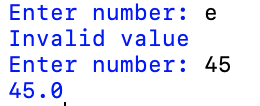 Enter number: e
Invalid value
Enter number: 45
45.0